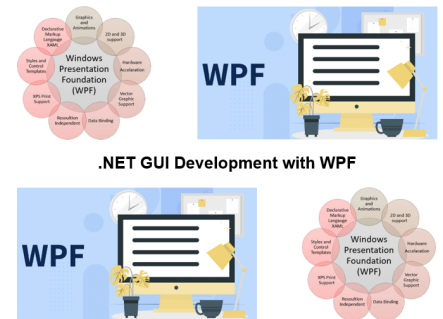 Graphics
and
Animations
2D and 3D
support
Hardware
Acceleration
Vector
Graphic
Support
Data Binding
Resoultion
Independent
XPS Print
Support
Styles and
Control
Templates
Declarative
Markup
Language
XAML
Windows
Presentation
Foundation
(WPF)
WPF
.NET GUI Development with WPF
WPF
Graphics
and
Animations
2D and 3D
support
Hardware
Acceleration
Vector
Graphic
Support
Data Binding
Resoultion
Independent
XPS Print
Support
Styles and
Control
Templates
Declarative
Markup
Language
XAML
Windows
Presentation
Foundation
(WPF)